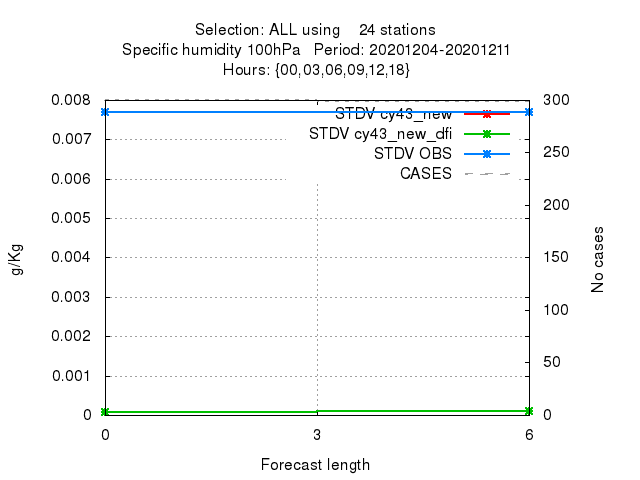 Selection: ALL using    24 stations
Specific humidity 100hPa   Period: 20201204-20201211
Hours: {00,03,06,09,12,18}
0.008
0.007
0.006
0.005
0.004
0.003
0.002
0.001
0
g/Kg
STDV cy43_new
STDV cy43_new_dfi
STDV OBS
CASES
300
250
200
150
100
50
0
No cases
0 3 6
Forecast length